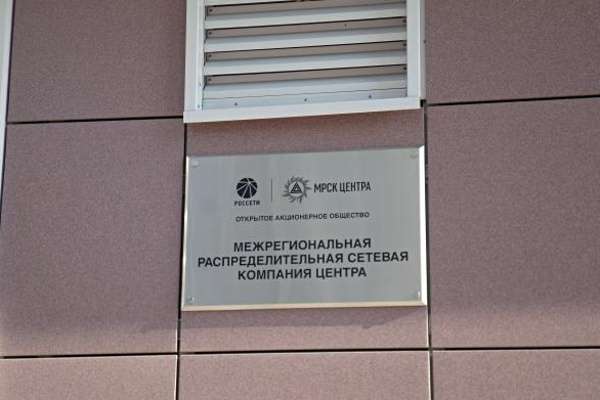 РОССЕТИ
МРСК ЦЕНТРА
ОТКРЫТОЕ АКЦИОНЕРНОЕ ОБЩЕСТВО
МЕЖРЕГИОНАЛЬНАЯ
РАСПРЕДЕЛИТЕЛЬНАЯ СЕТЕВАЯ
КОМПАНИЯ ЦЕНТРА